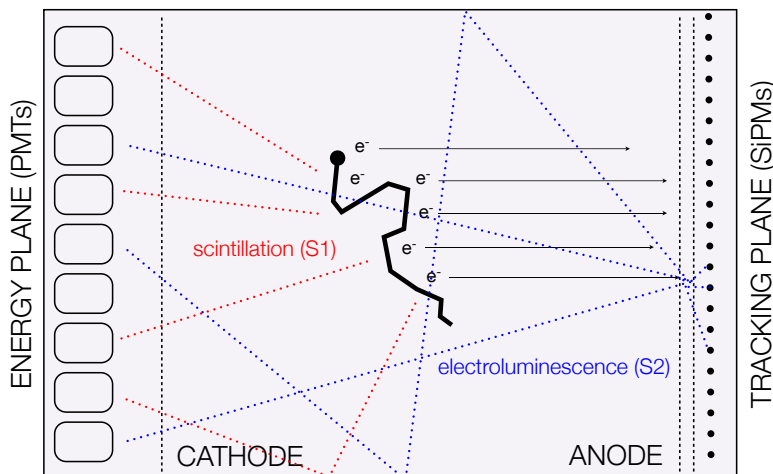 ENERGY PLANE (PMTs)
e-
e-
e-
e-
scintillation (S1)
e-
e-
electroluminescence (S2)
CATHODE
ANODE
TRACKING PLANE (SiPMs)